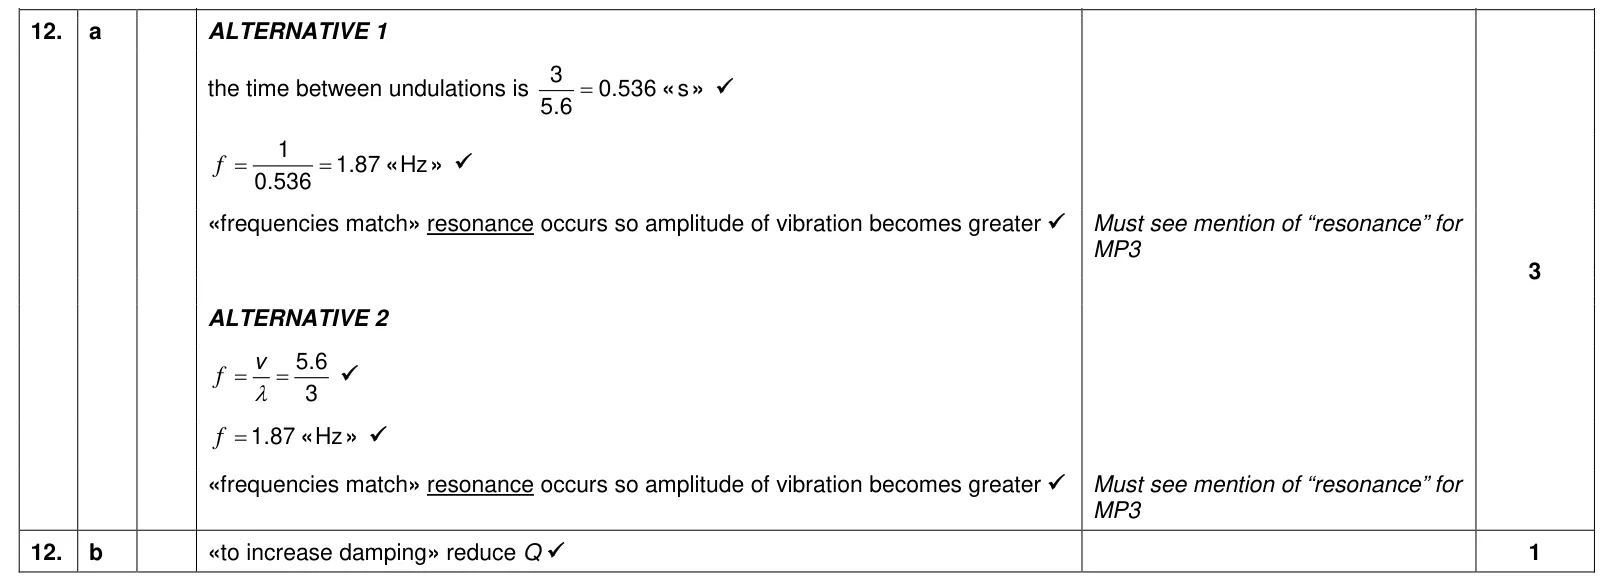 12. a ALTERNATIVE 1
the time between undulations is 3/5.6 = 0.536 «s» ✓
f = 1/0.536 = 1.87 «Hz» ✓
«frequencies match» resonance occurs so amplitude of vibration becomes greater ✓ Must see mention of “resonance” for
MP3
3
ALTERNATIVE 2
f = v/λ = 5.6/3 ✓
f = 1.87 «Hz» ✓
«frequencies match» resonance occurs so amplitude of vibration becomes greater ✓ Must see mention of “resonance” for
MP3
12. b «to increase damping» reduce Q ✓ 1